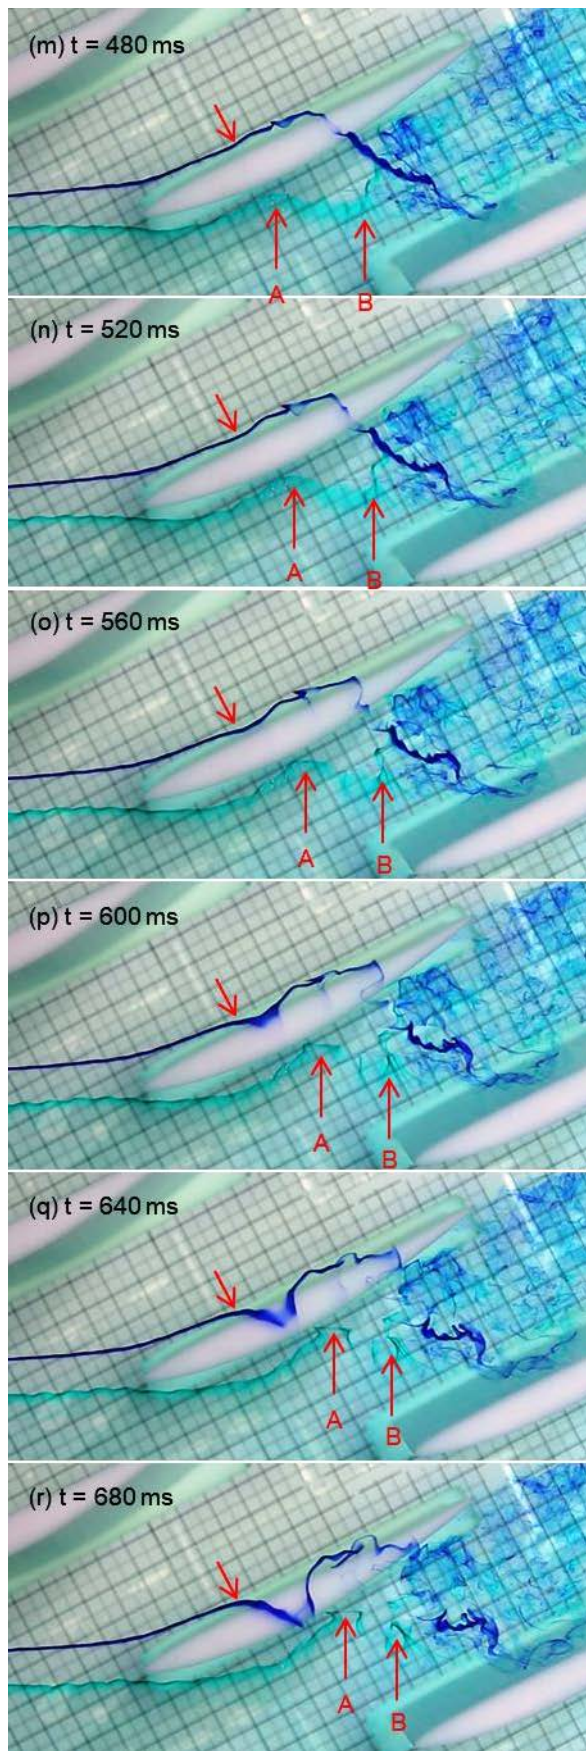 (m) t = 480 ms
A
B
(n) t = 520 ms
A
B
(o) t = 560 ms
A
B
(p) t = 600 ms
A
B
(q) t = 640 ms
A
B
(r) t = 680 ms
A
B